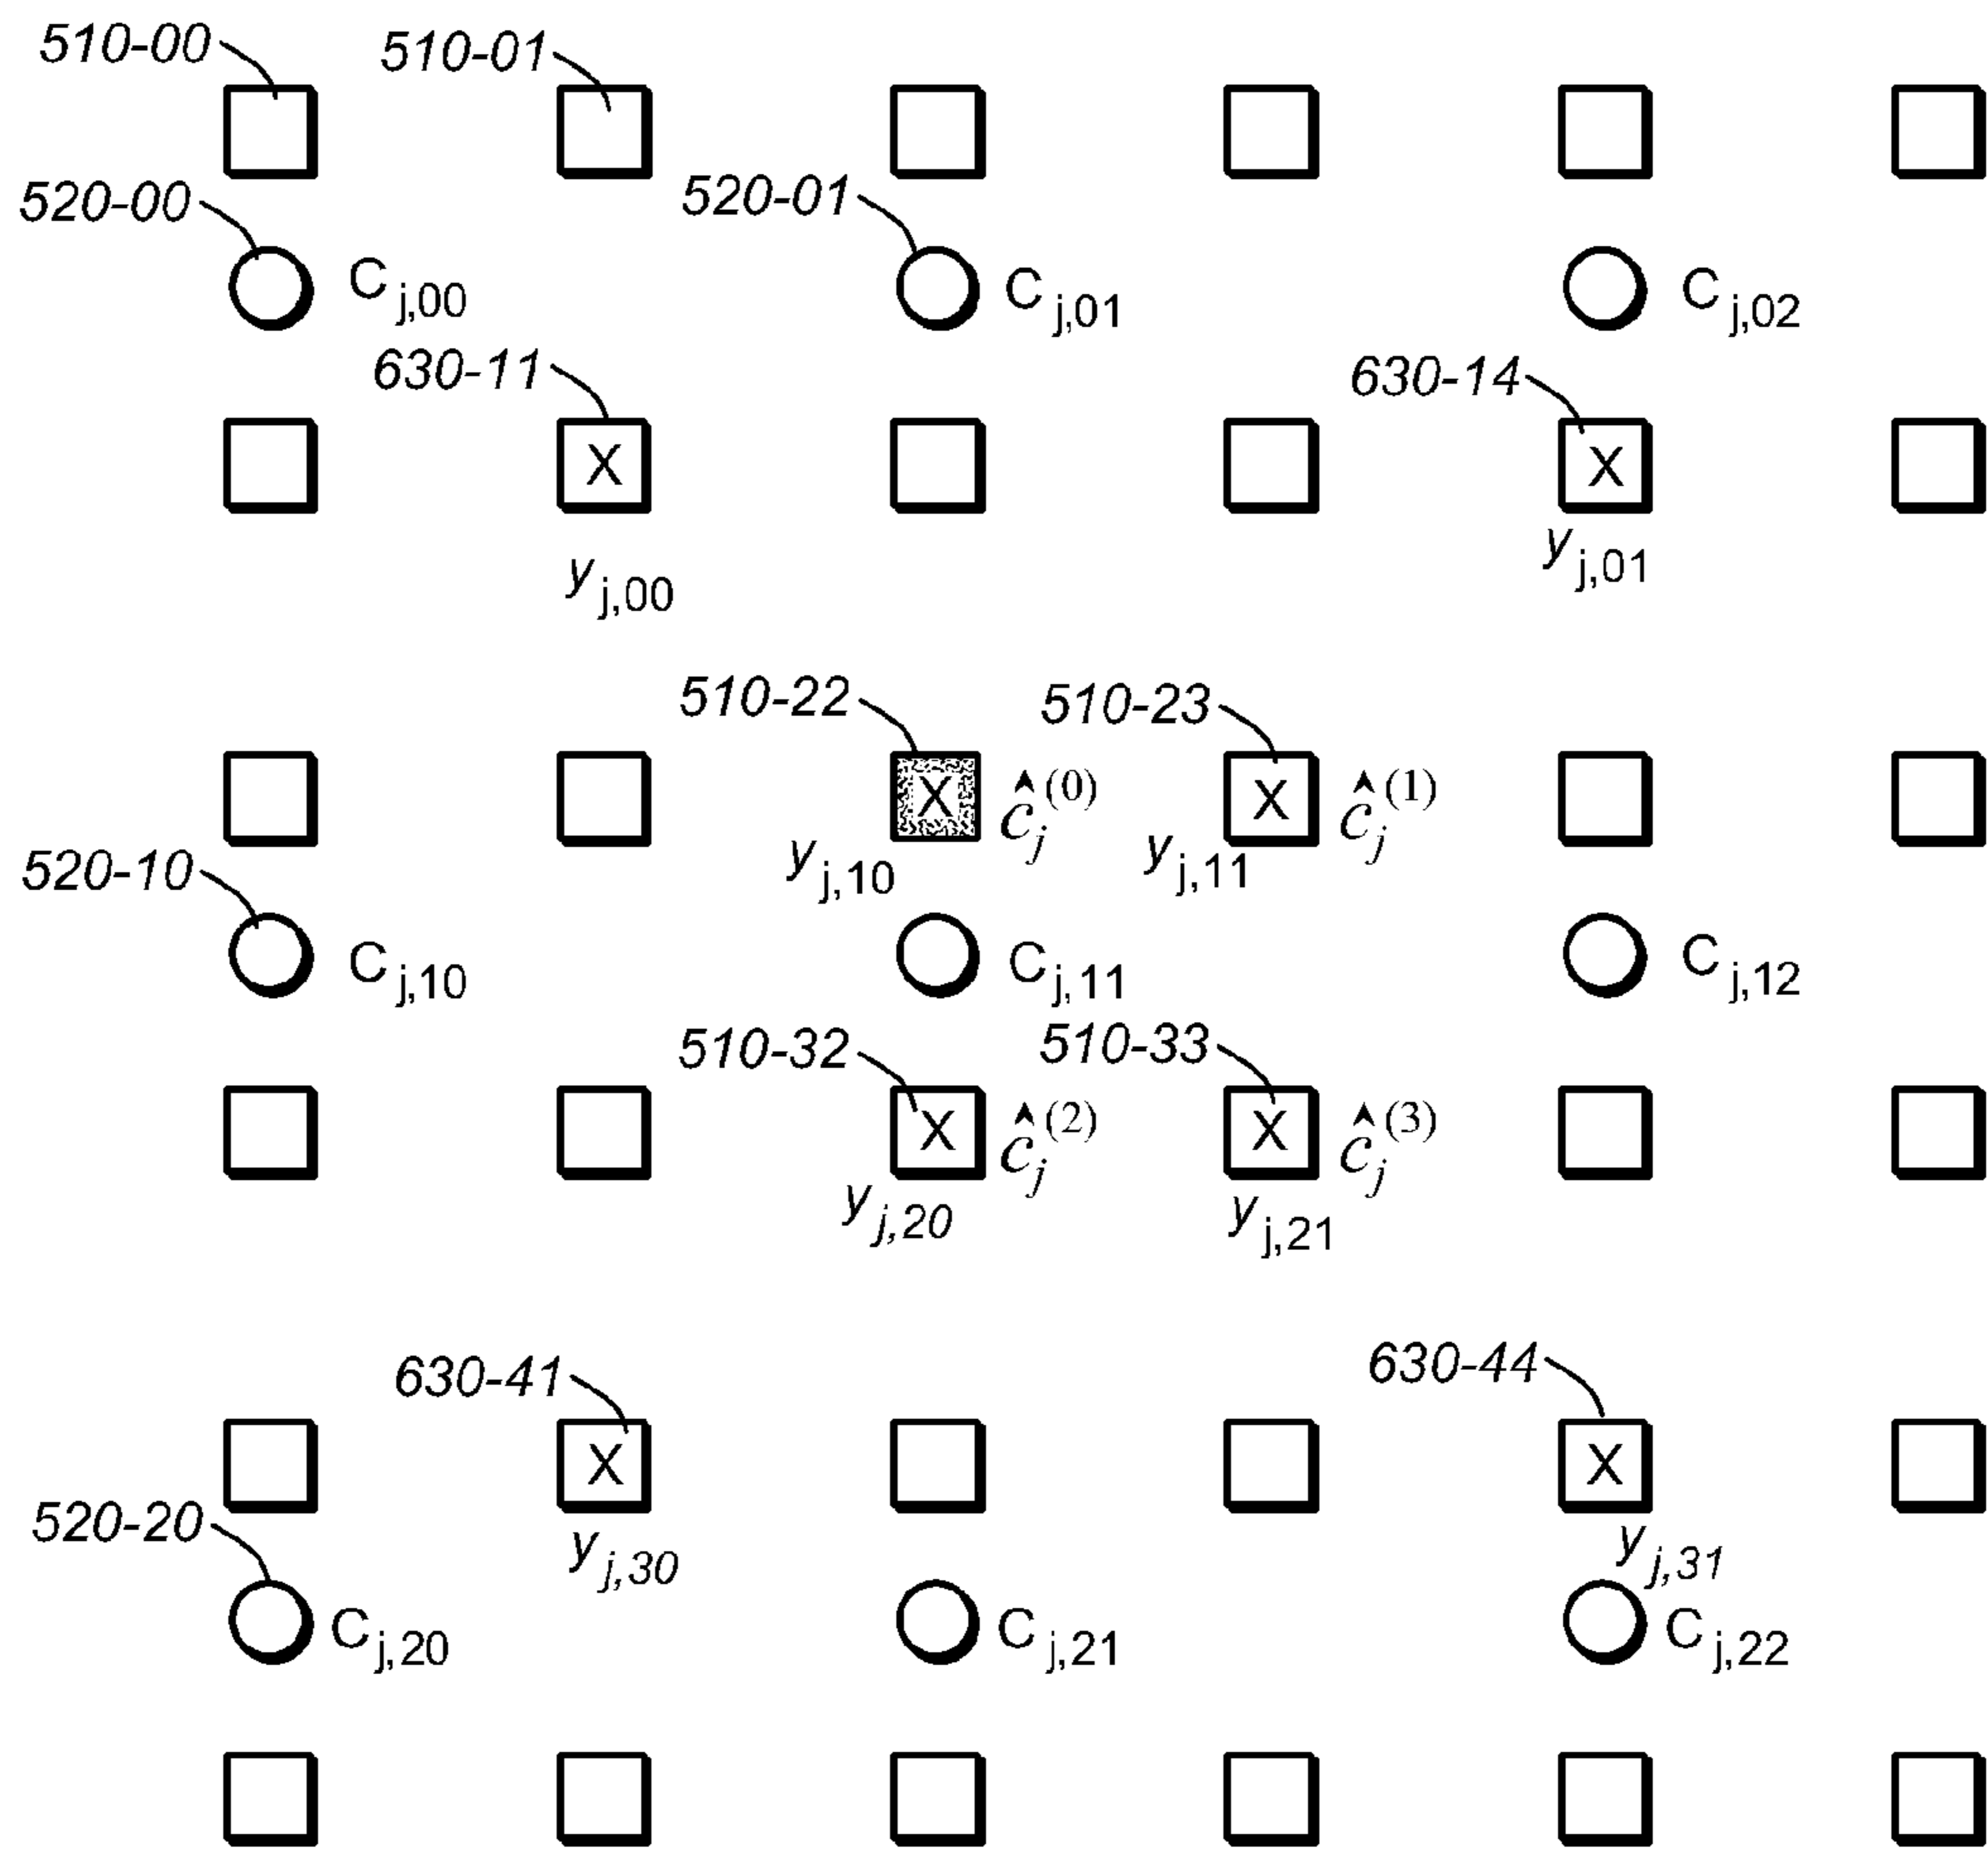 510-00 510-01
520-00 520-01
C j,00 C j,01 C j,02
630-11 630-14
X X
y j,00 y j,01
510-22 510-23
X ĉ j (0) X ĉ j (1)
y j,10 y j,11
520-10
C j,10 C j,11 C j,12
510-32 510-33
X ĉ j (2) X ĉ j (3)
y j,20 y j,21
630-41 630-44
X X
y j,30 y j,31
520-20
C j,20 C j,21 C j,22